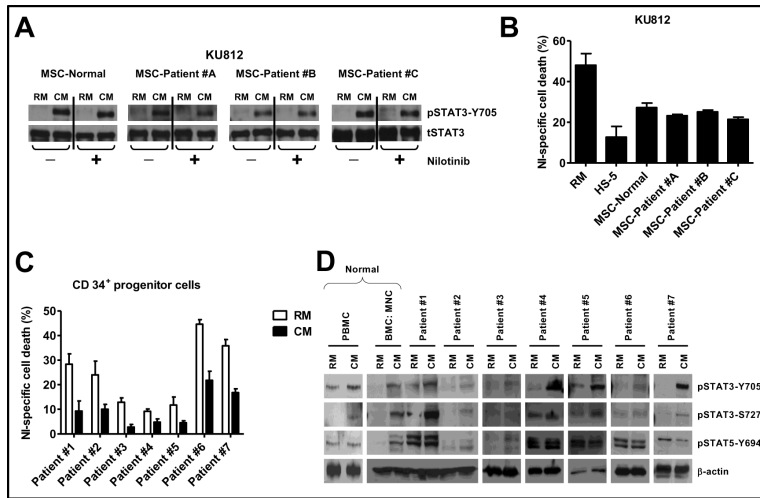 A
KU812
MSC-Normal MSC-Patient #A MSC-Patient #B MSC-Patient #C
RM CM RM CM RM CM RM CM RM CM RM CM RM CM RM CM
pSTAT3-Y705
tSTAT3
— + — + — + — + Nilotinib
B
KU812
NI-specific cell death (%)
60
40
20
0
RM
HS-5
MSC-Normal
MSC-Patient #A
MSC-Patient #B
MSC-Patient #C
C
CD 34+ progenitor cells
NI-specific cell death (%)
50
40
30
20
10
0
Patient #1
Patient #2
Patient #3
Patient #4
Patient #5
Patient #6
Patient #7
RM
CM
D
Normal
PBMC
BMC: MNC
Patient #1
Patient #2
Patient #3
Patient #4
Patient #5
Patient #6
Patient #7
RM CM RM CM RM CM RM CM RM CM RM CM RM CM RM CM RM CM
pSTAT3-Y705
pSTAT3-S727
pSTAT5-Y694
β-actin